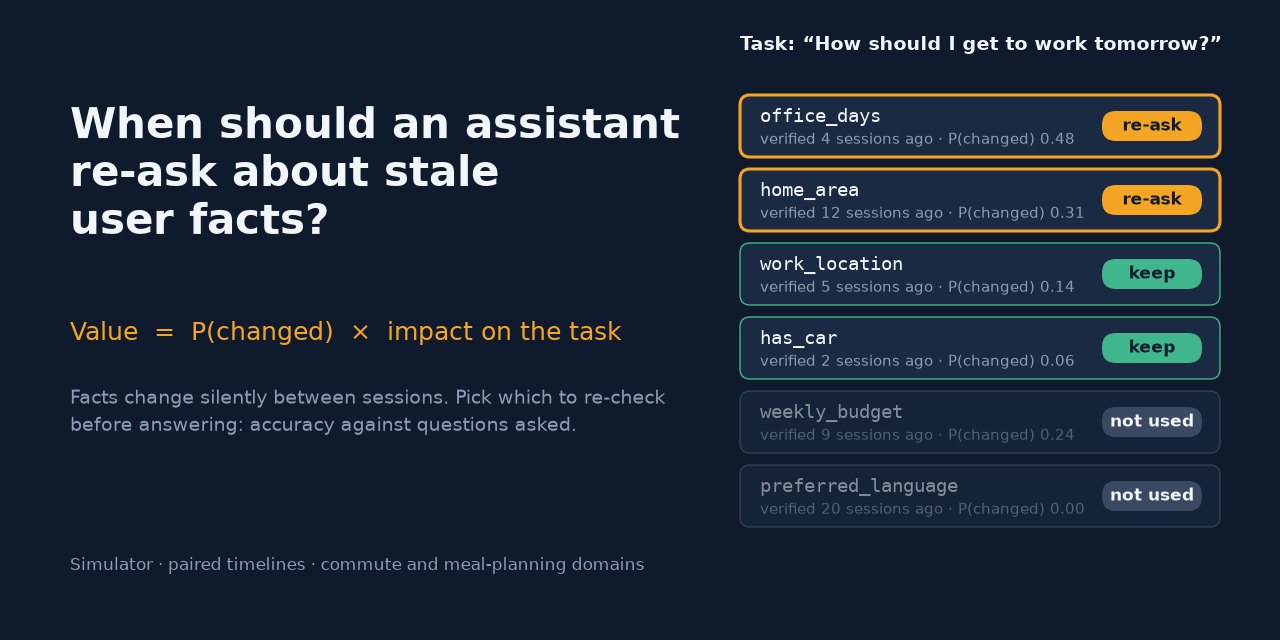 When should an assistant
re-ask about stale
user facts?
Value = P(changed) × impact on the task
Facts change silently between sessions. Pick which to re-check
before answering: accuracy against questions asked.
Simulator · paired timelines · commute and meal-planning domains
Task: “How should I get to work tomorrow?”
office_days
verified 4 sessions ago · P(changed) 0.48
re-ask
home_area
verified 12 sessions ago · P(changed) 0.31
re-ask
work_location
verified 5 sessions ago · P(changed) 0.14
keep
has_car
verified 2 sessions ago · P(changed) 0.06
keep
weekly_budget
verified 9 sessions ago · P(changed) 0.24
not used
preferred_language
verified 20 sessions ago · P(changed) 0.00
not used